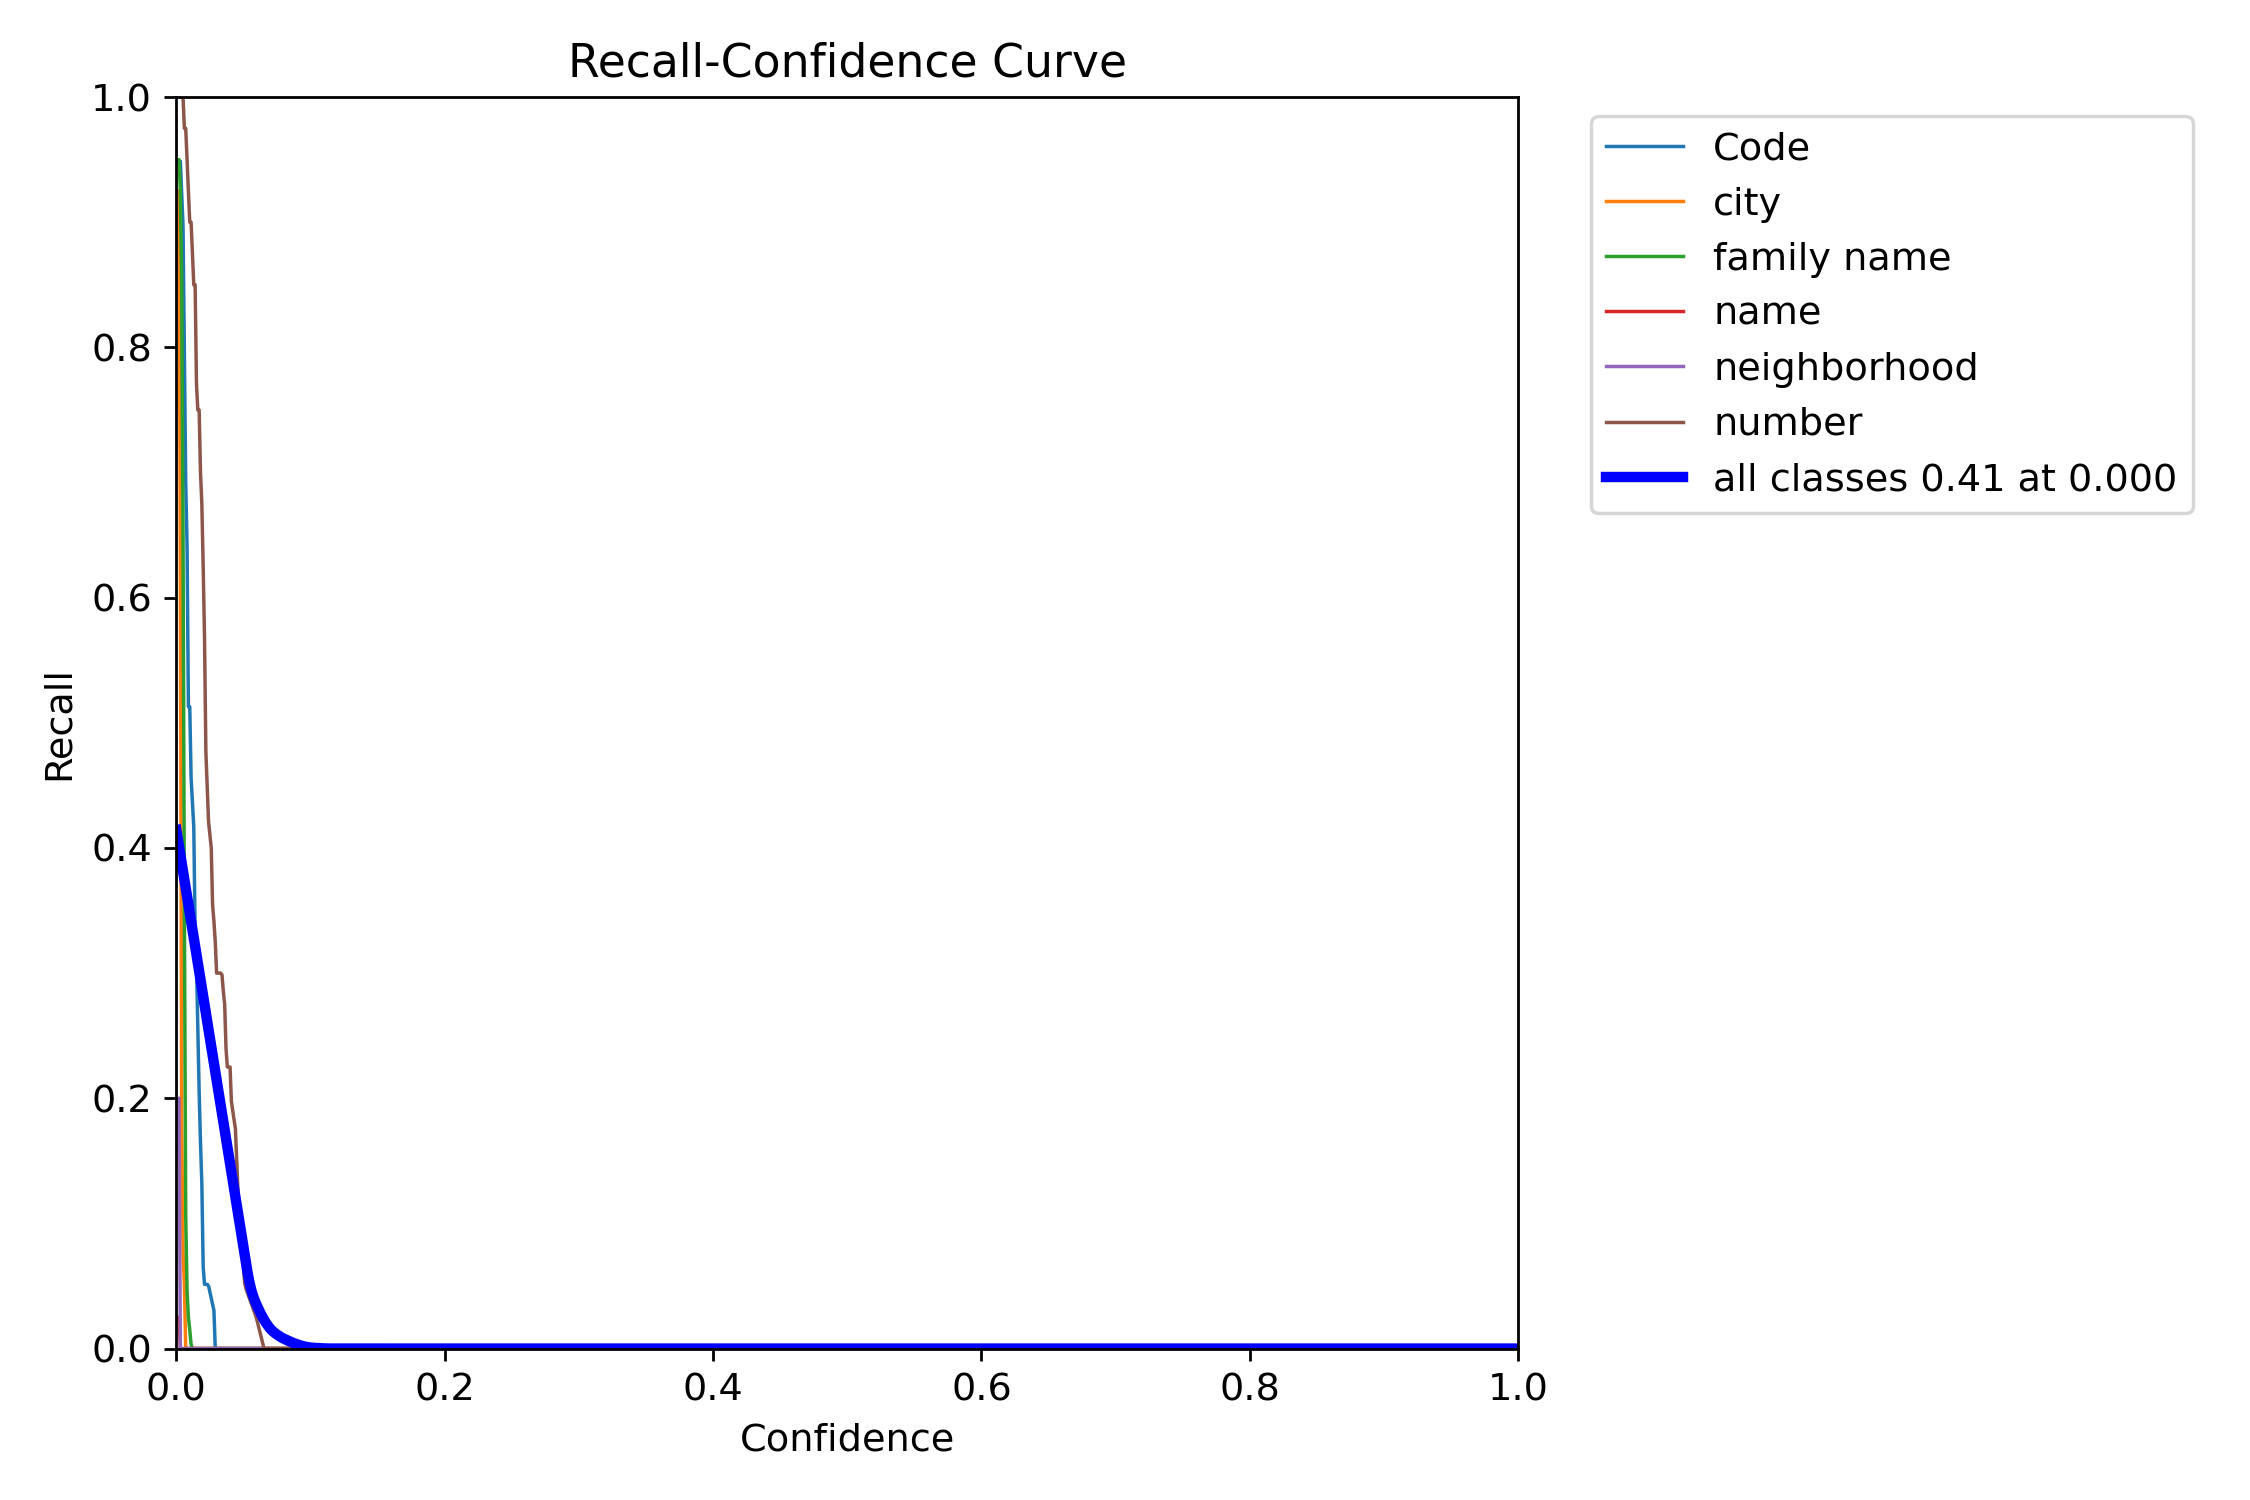 Recall-Confidence Curve
1.0
0.8
0.6
0.4
0.2
0.0
Recall
0.0 0.2 0.4 0.6 0.8 1.0
Confidence
Code
city
family name
name
neighborhood
number
all classes 0.41 at 0.000